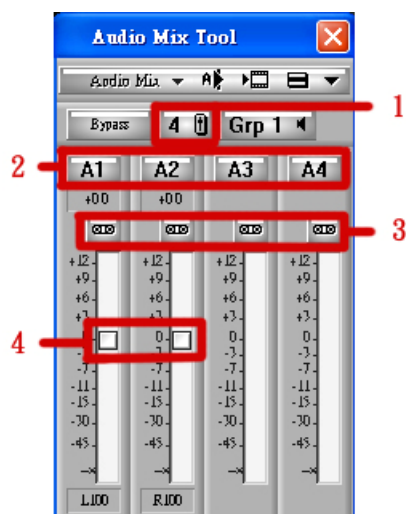 Audio Mix Tool
Audio Mix
1
Bypass 4 Grp 1
2 A1 A2 A3 A4
+00 +00
3
+12 +12 +12 +12
+9 +9 +9 +9
+6 +6 +6 +6
+3 +3 +3 +3
4 0 0 0
-3 -3 -3 -3
-7 -7 -7 -7
-11 -11 -11 -11
-15 -15 -15 -15
-30 -30 -30 -30
-45 -45 -45 -45
-∞ -∞ -∞ -∞
L100 R100